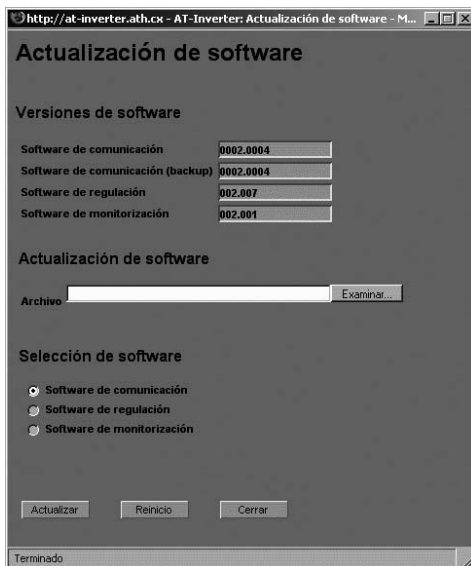 http://at-inverter.ath.cx - AT-Inverter: Actualización de software - M...
Actualización de software
Versiones de software
Software de comunicación 0002.0004
Software de comunicación (backup) 0002.0004
Software de regulación 002.007
Software de monitorización 002.001
Actualización de software
Archivo Examinar...
Selección de software
Software de comunicación
Software de regulación
Software de monitorización
Actualizar Reinicio Cerrar
Terminado